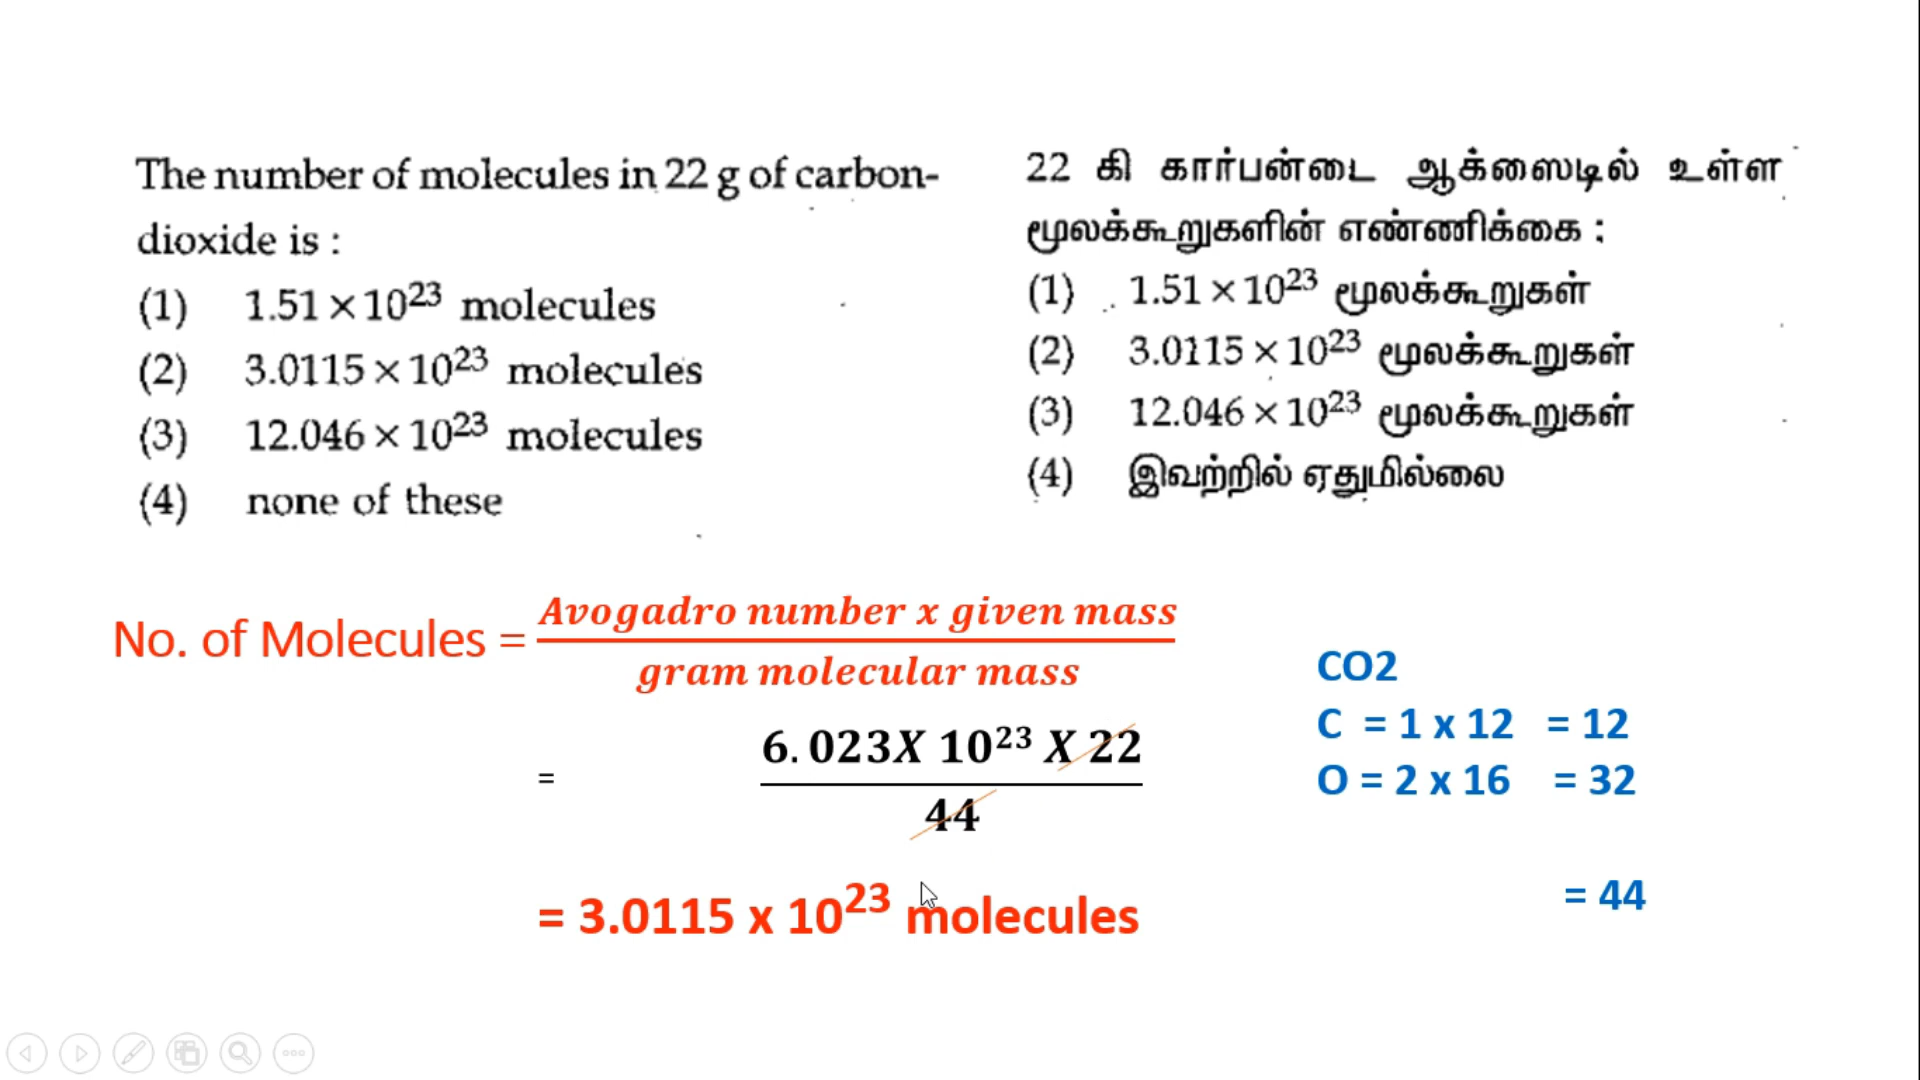 The number of molecules in 22 g of carbon-
dioxide is :
(1) 1.51 × 10²³ molecules
(2) 3.0115 × 10²³ molecules
(3) 12.046 × 10²³ molecules
(4) none of these
22 கி கார்பன்டை ஆக்ஸைடில் உள்ள
மூலக்கூறுகளின் எண்ணிக்கை :
(1) 1.51 × 10²³ மூலக்கூறுகள்
(2) 3.0115 × 10²³ மூலக்கூறுகள்
(3) 12.046 × 10²³ மூலக்கூறுகள்
(4) இவற்றில் ஏதுமில்லை
No. of Molecules = Avogadro number x given mass
gram molecular mass
= 6.023X 10²³ X 22
44
= 3.0115 x 10²³ molecules
CO2
C = 1 x 12 = 12
O = 2 x 16 = 32
= 44